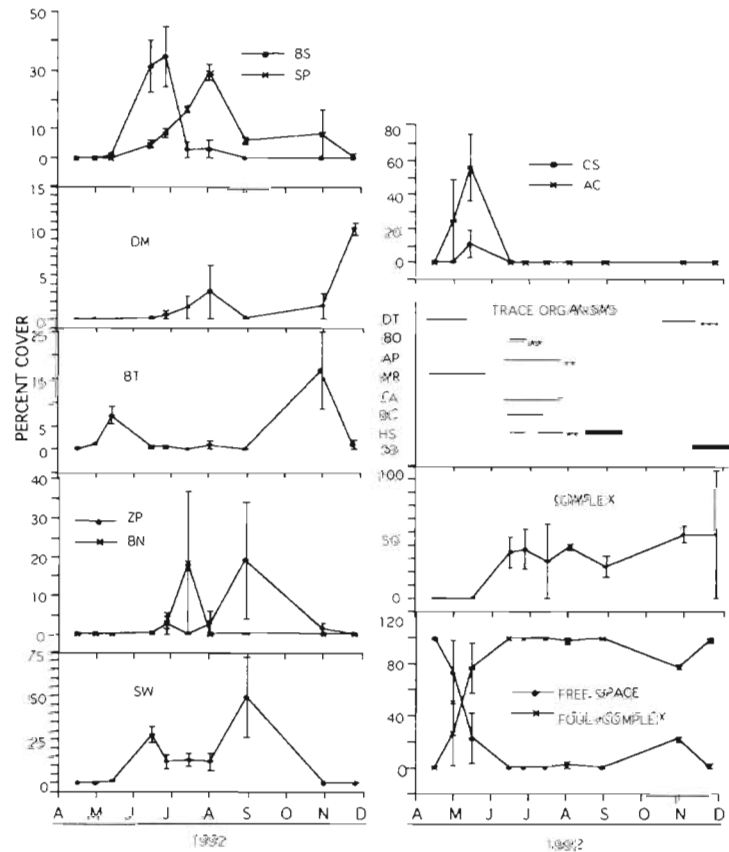 50
BS
SP
30
10
0
15
DM
10
5
0
25
BT
15
5
0
PERCENT COVER
40
ZP
BN
30
20
10
0
75
SW
50
25
0
A M J J A S O N D
1992
80
CS
AC
60
40
20
0
TRACE ORGANISMS
DT
BO
AP
MR
HS
100
COMPLEX
50
0
120
80
FREE-SPACE
FOUL+COMPLEX
40
0
A M J J A S O N D
1992